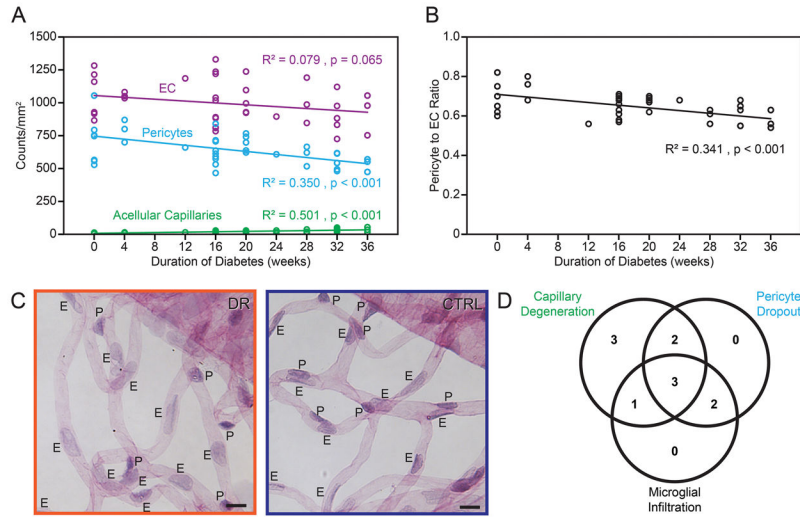 A
1500
1250
1000
750
500
250
0
Counts/mm²
R² = 0.079 , p = 0.065
EC
Pericytes
R² = 0.350 , p < 0.001
Acellular Capillaries
R² = 0.501 , p < 0.001
0 4 8 12 16 20 24 28 32 36
Duration of Diabetes (weeks)
B
1.0
0.8
0.6
0.4
0.2
0
Pericyte to EC Ratio
R² = 0.341 , p < 0.001
0 4 8 12 16 20 24 28 32 36
Duration of Diabetes (weeks)
C
DR
E
P
E
E
E
P
E
E
P
E
P
E
E
E
E
P
CTRL
P
P
E
E
P
E
E
P
P
E
P
E
E
E
E
D
Capillary
Degeneration
Pericyte
Dropout
3
2
0
3
1
2
0
Microglial
Infiltration